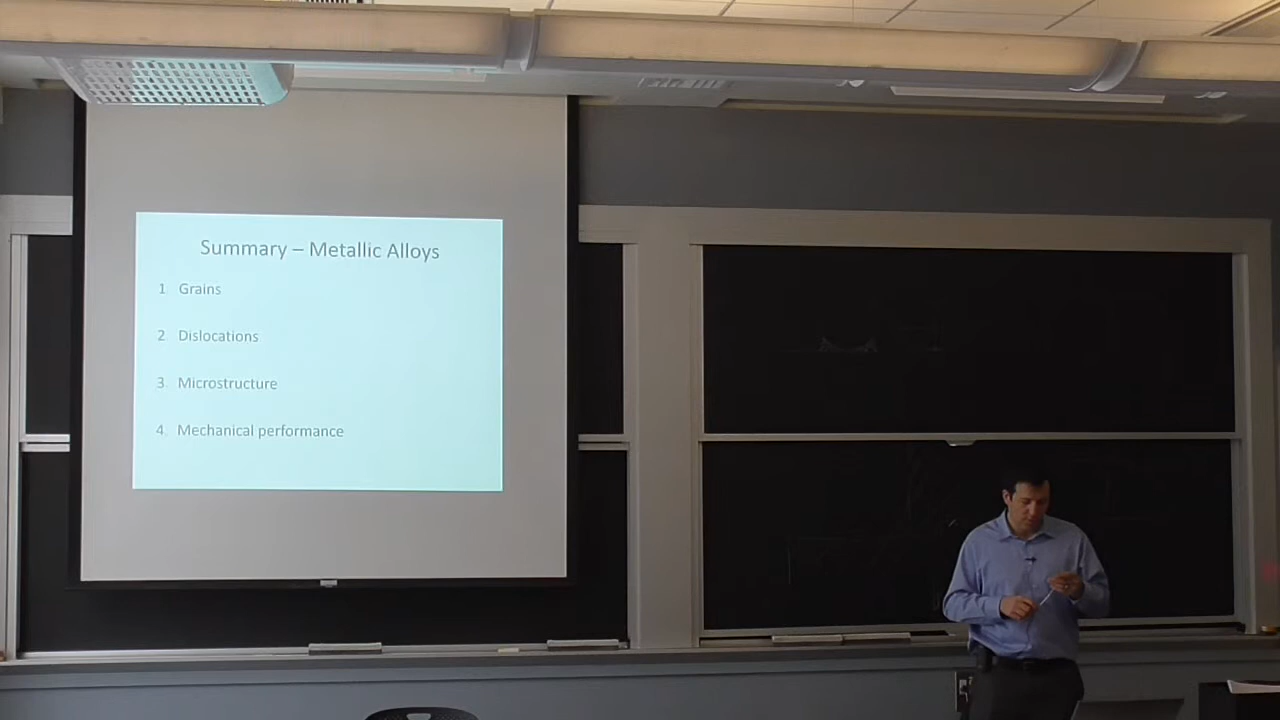 Summary – Metallic Alloys
1 Grains
2 Dislocations
3. Microstructure
4. Mechanical performance